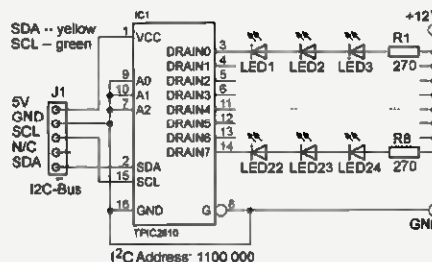 SDA -- yellow
SCL -- green
IC1
+12V
1 VCC
DRAIN0 3
DRAIN1 4
DRAIN2 5
DRAIN3 6
DRAIN4 11
DRAIN5 12
DRAIN6 13
DRAIN7 14
LED1 LED2 LED3
R1
270
9 A0
10 A1
7 A2
J1
5V
GND
SCL
N/C
SDA
I2C-Bus
2 SDA
15 SCL
16 GND
G 8
LED22 LED23 LED24
R8
270
GND
TPIC2810
I2C Address: 1100 000